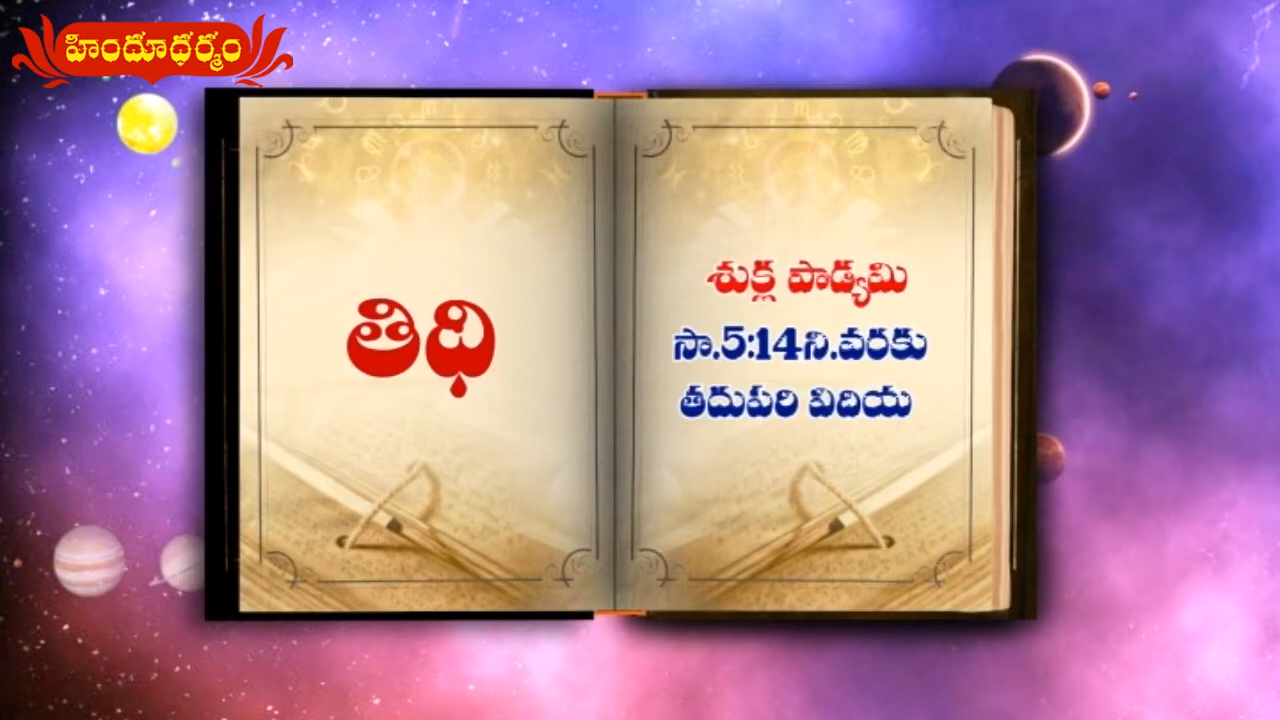 హిందూధర్మం
తిథి
శుక్ల పాడ్యమి
సా.5:14ని.వరకు
తదుపరి విదియ